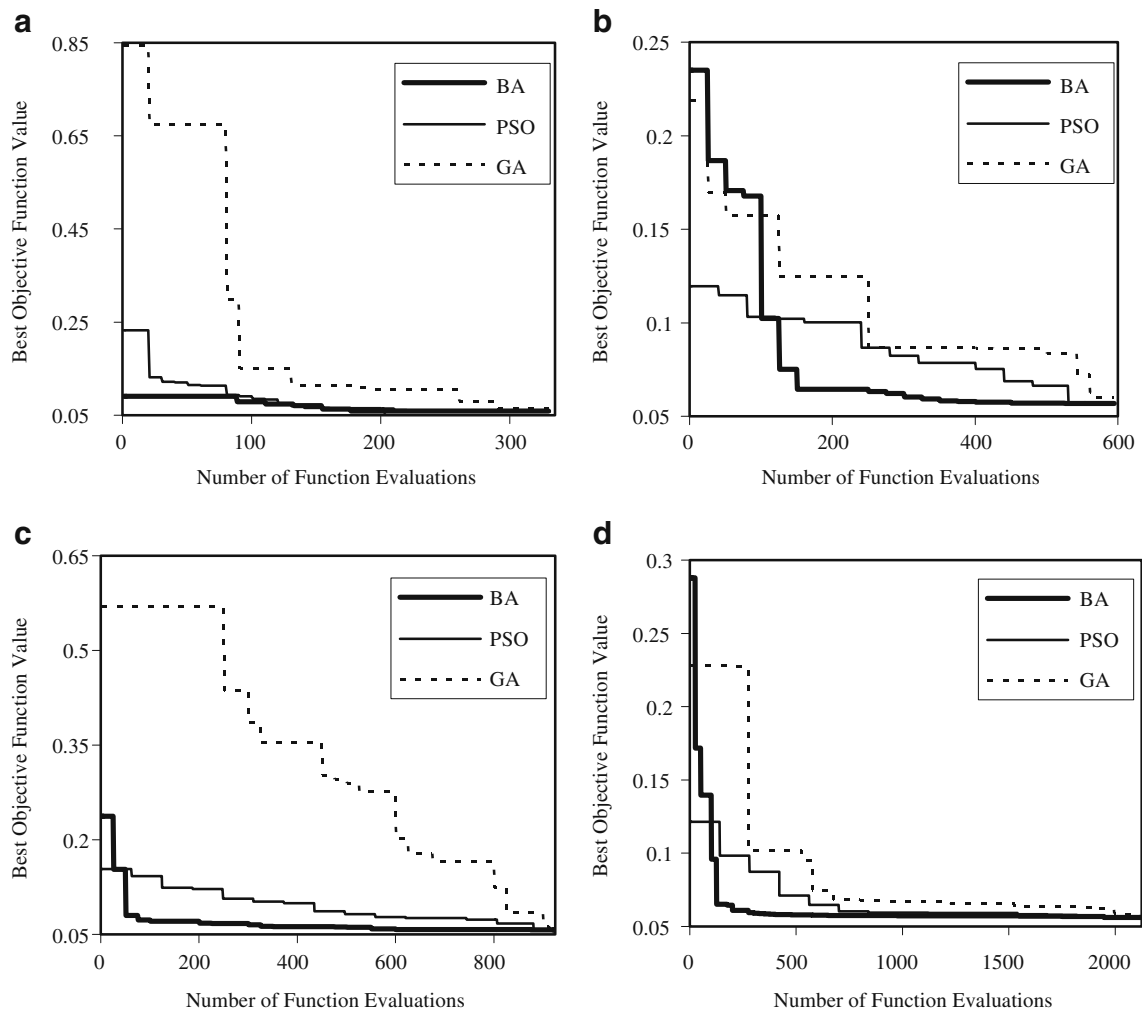 a
0.85
0.65
0.45
0.25
0.05
Best Objective Function Value
BA
PSO
GA
0
100
200
300
Number of Function Evaluations
b
0.25
0.2
0.15
0.1
0.05
Best Objective Function Value
BA
PSO
GA
0
200
400
600
Number of Function Evaluations
c
0.65
0.5
0.35
0.2
0.05
Best Objective Function Value
BA
PSO
GA
0
200
400
600
800
Number of Function Evaluations
d
0.3
0.25
0.2
0.15
0.1
0.05
Best Objective Function Value
BA
PSO
GA
0
500
1000
1500
2000
Number of Function Evaluations